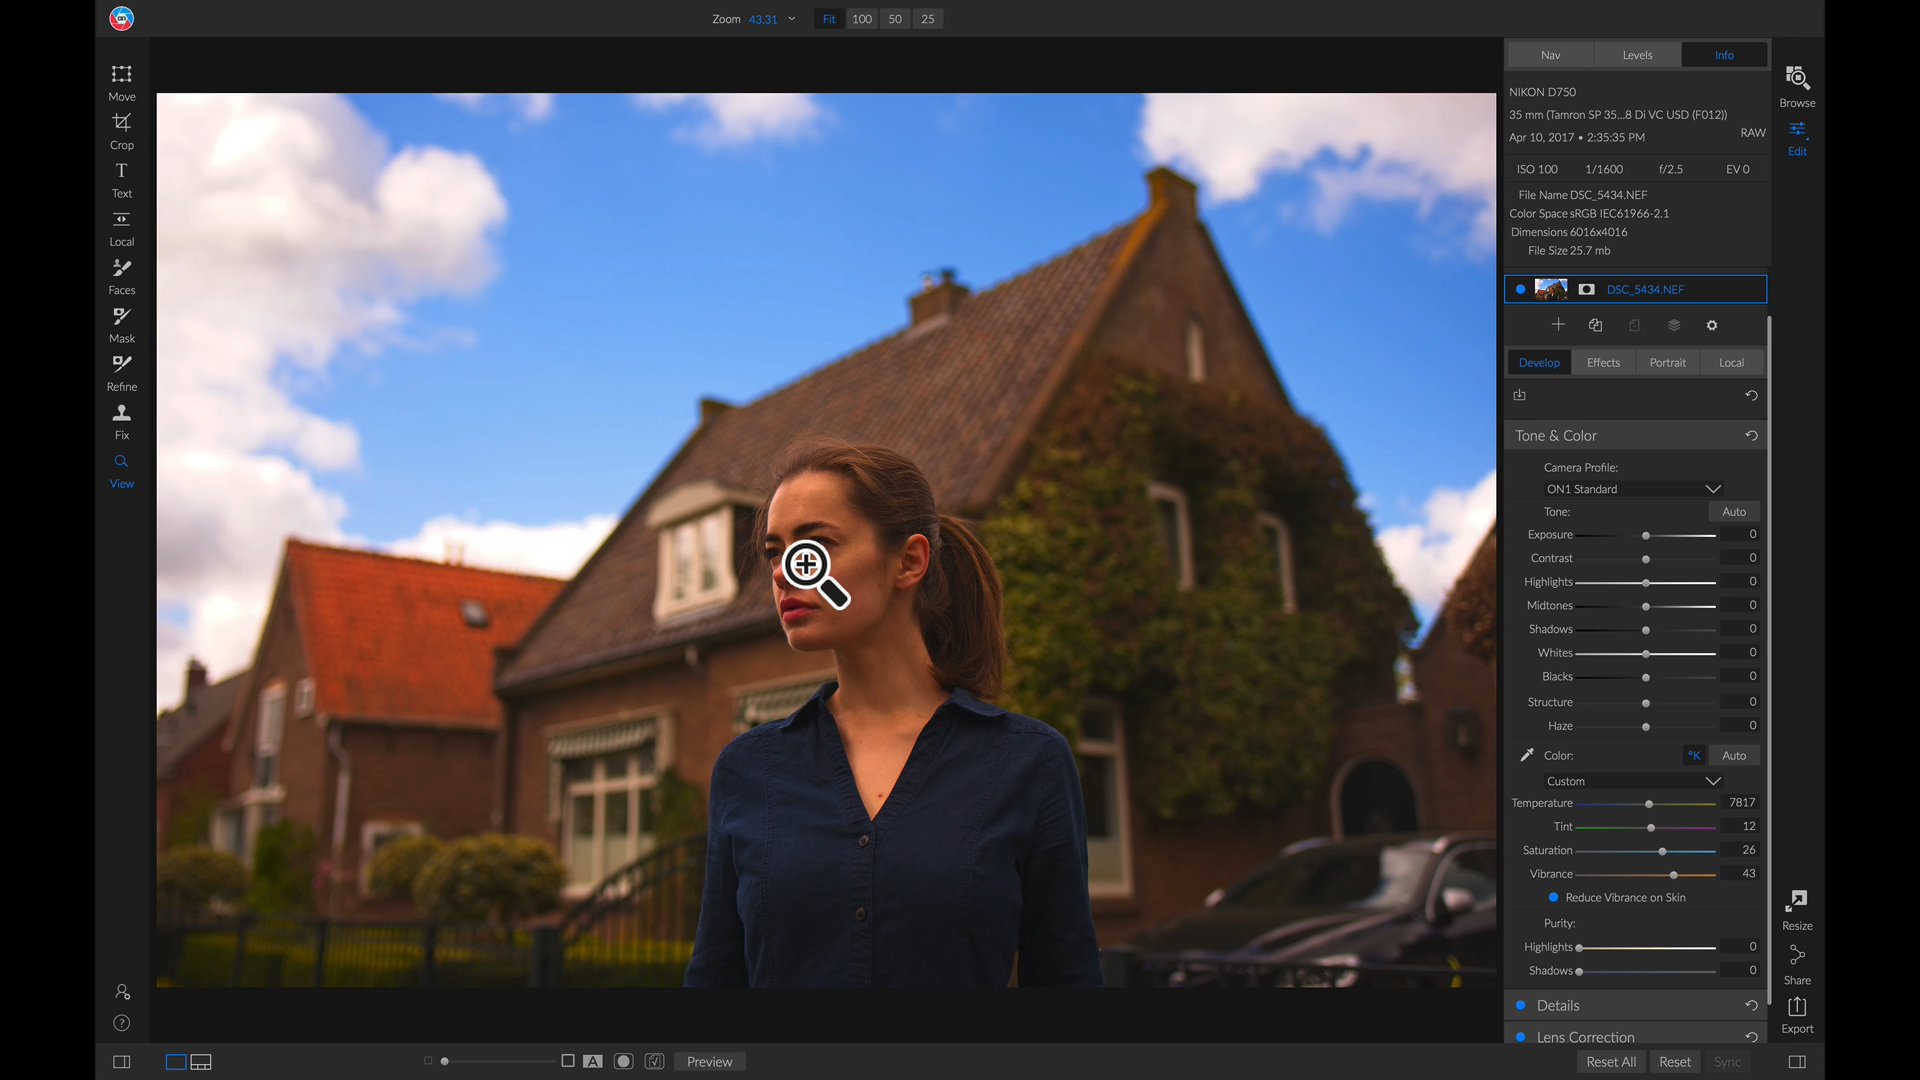 Zoom 43.31 Fit 100 50 25
Move
Crop
Text
Local
Faces
Mask
Refine
Fix
View
Nav Levels Info
NIKON D750
35 mm (Tamron SP 35...8 Di VC USD (F012))
Apr 10, 2017 • 2:35:35 PM
RAW
ISO 100 1/1600 f/2.5 EV 0
File Name DSC_5434.NEF
Color Space sRGB IEC61966-2.1
Dimensions 6016x4016
File Size 25.7 mb
DSC_5434.NEF
Develop Effects Portrait Local
Tone & Color
Camera Profile:
ON1 Standard
Tone: Auto
Exposure 0
Contrast 0
Highlights 0
Midtones 0
Shadows 0
Whites 0
Blacks 0
Structure 0
Haze 0
Color: °K Auto
Custom
Temperature 7817
Tint 12
Saturation 26
Vibrance 43
Reduce Vibrance on Skin
Purity:
Highlights 0
Shadows 0
Details
Lens Correction
Browse
Edit
Resize
Share
Export
?
A
Preview
Reset All Reset Sync